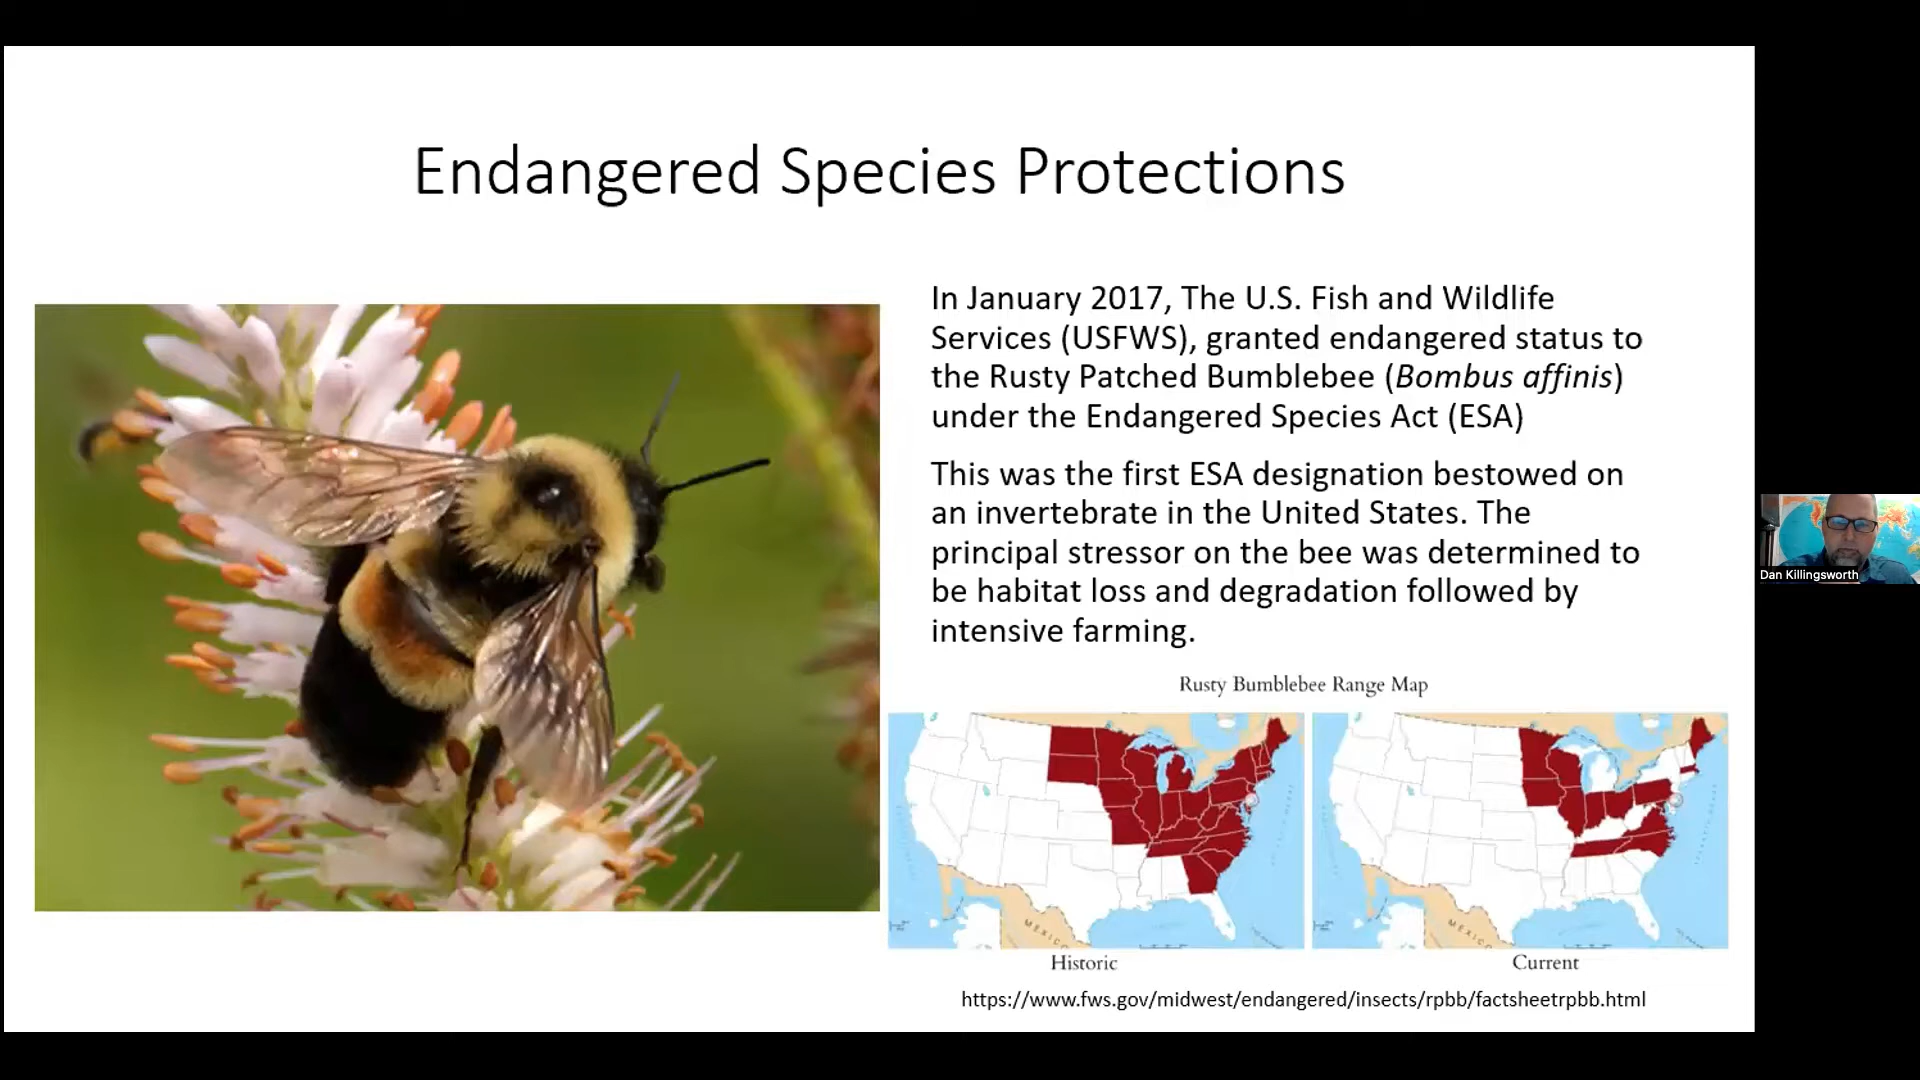 Endangered Species Protections
In January 2017, The U.S. Fish and Wildlife
Services (USFWS), granted endangered status to
the Rusty Patched Bumblebee (Bombus affinis)
under the Endangered Species Act (ESA)
This was the first ESA designation bestowed on
an invertebrate in the United States. The
principal stressor on the bee was determined to
be habitat loss and degradation followed by
intensive farming.
Rusty Bumblebee Range Map
MEXICO
MEXICO
Historic
Current
https://www.fws.gov/midwest/endangered/insects/rpbb/factsheetrpbb.html
Dan Killingsworth